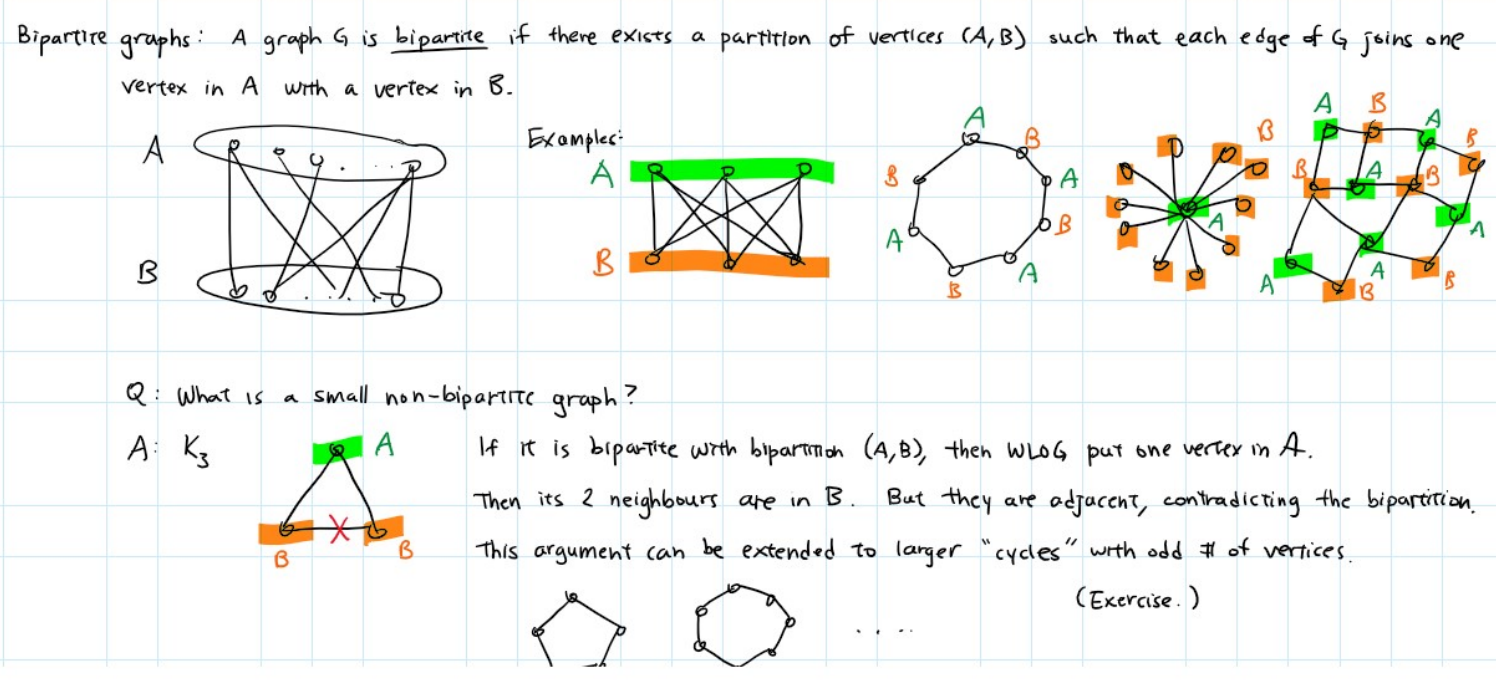 Bipartite graphs: A graph G is bipartite if there exists a partition of vertices (A,B) such that each edge of G joins one
vertex in A with a vertex in B.
A
B
Examples:
A
B
A
B
A
B
A
B
A
B
B
A
A
B
A
B
B
A
B
A
A
B
A
B
Q: What is a small non-bipartite graph?
A: K₃
A
B
B
If it is bipartite with bipartition (A,B), then WLOG put one vertex in A.
Then its 2 neighbours are in B. But they are adjacent, contradicting the bipartition.
This argument can be extended to larger "cycles" with odd # of vertices.
(Exercise.)
.....